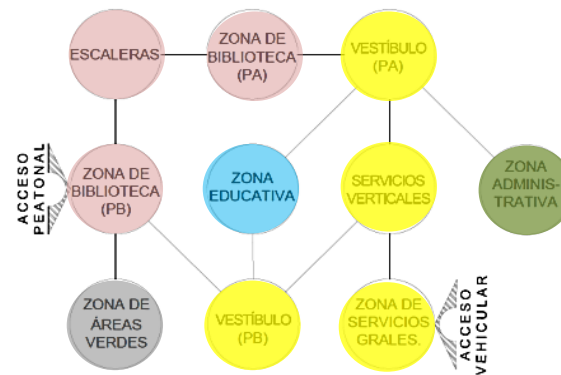 ESCALERAS
ZONA DE
BIBLIOTECA
(PA)
VESTÍBULO
(PA)
ACCESO
PEATONAL
ZONA DE
BIBLIOTECA
(PB)
ZONA
EDUCATIVA
SERVICIOS
VERTICALES
ZONA
ADMINIS-
TRATIVA
ZONA DE
ÁREAS
VERDES
VESTÍBULO
(PB)
ZONA DE
SERVICIOS
GRALES.
ACCESO
VEHICULAR